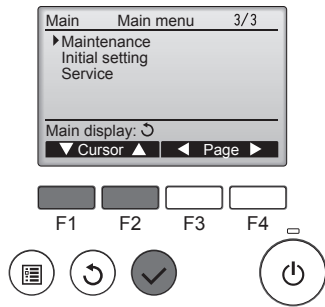 Main Main menu 3/3
Maintenance
Initial setting
Service
Main display:
Cursor Page
F1 F2 F3 F4